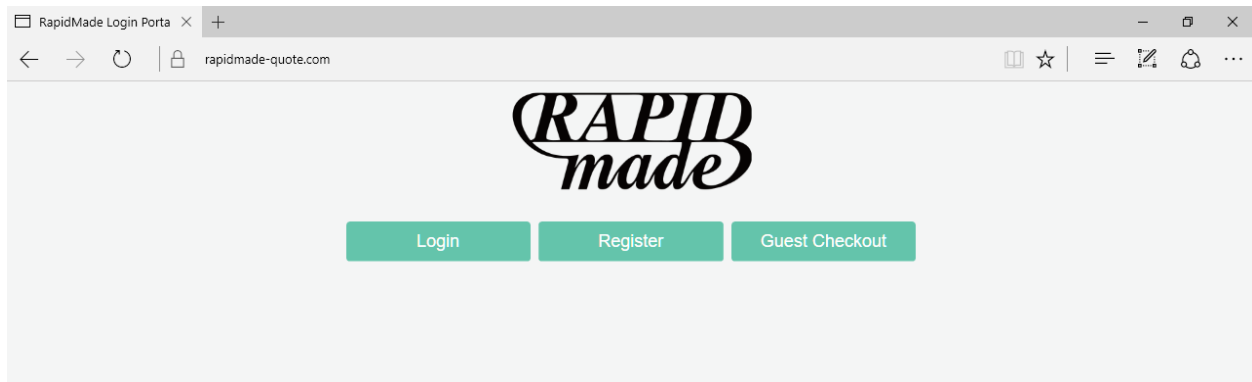 RapidMade Login Porta
rapidmade-quote.com
RAPID
made
Login Register Guest Checkout